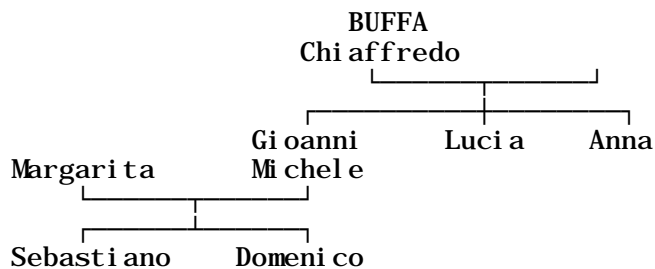 BUFFA
Chiaffredo
Gioanni Lucia Anna
Margarita Michele
Sebastiano Domenico